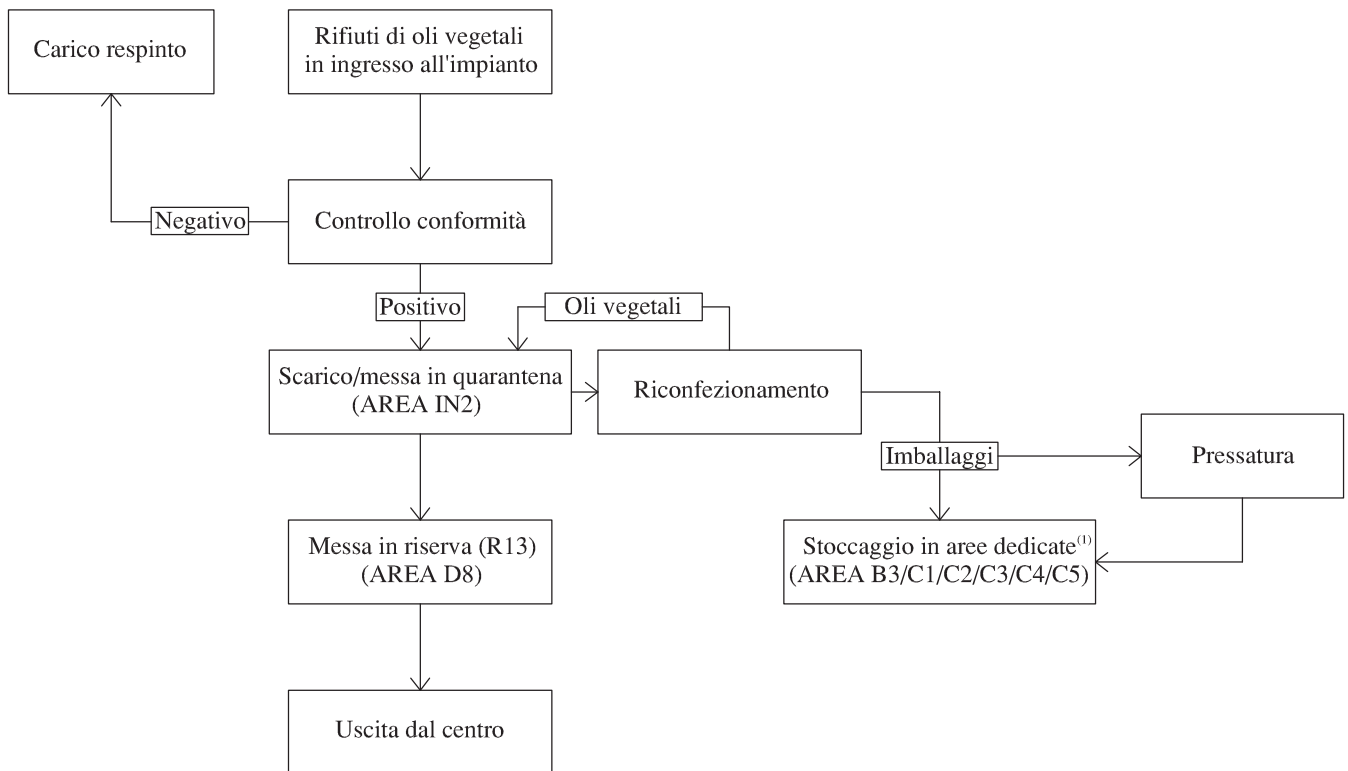 Carico respinto
Rifiuti di oli vegetali
in ingresso all'impianto
Negativo
Controllo conformità
Positivo
Oli vegetali
Scarico/messa in quarantena
(AREA IN2)
Riconfezionamento
Imballaggi
Pressatura
Messa in riserva (R13)
(AREA D8)
Stoccaggio in aree dedicate(1)
(AREA B3/C1/C2/C3/C4/C5)
Uscita dal centro